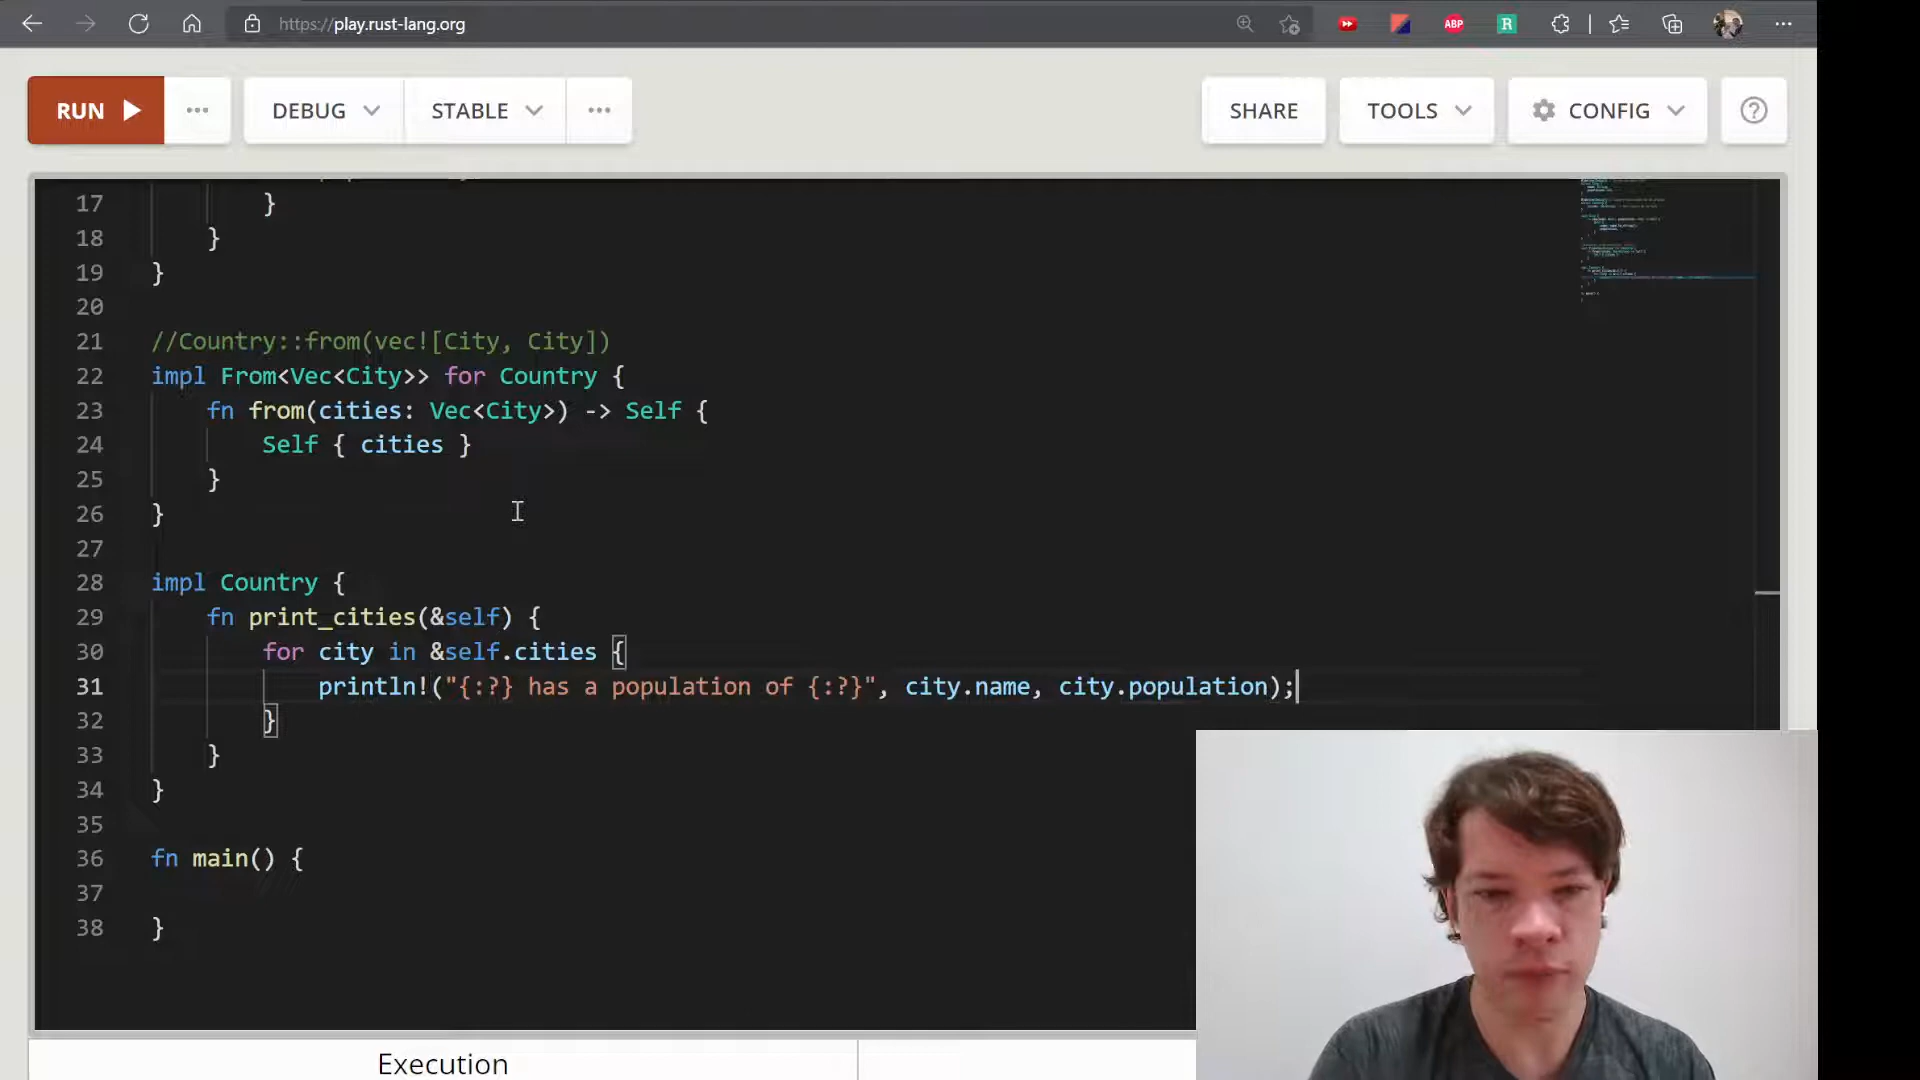 https://play.rust-lang.org
ABP
R
RUN
DEBUG
STABLE
SHARE
TOOLS
CONFIG
17 }
18 }
19 }
20
21 //Country::from(vec![City, City])
22 impl From<Vec<City>> for Country {
23 fn from(cities: Vec<City>) -> Self {
24 Self { cities }
25 }
26 }
27
28 impl Country {
29 fn print_cities(&self) {
30 for city in &self.cities {
31 println!("{:?} has a population of {:?}", city.name, city.population);
32 }
33 }
34 }
35
36 fn main() {
37
38 }
Execution